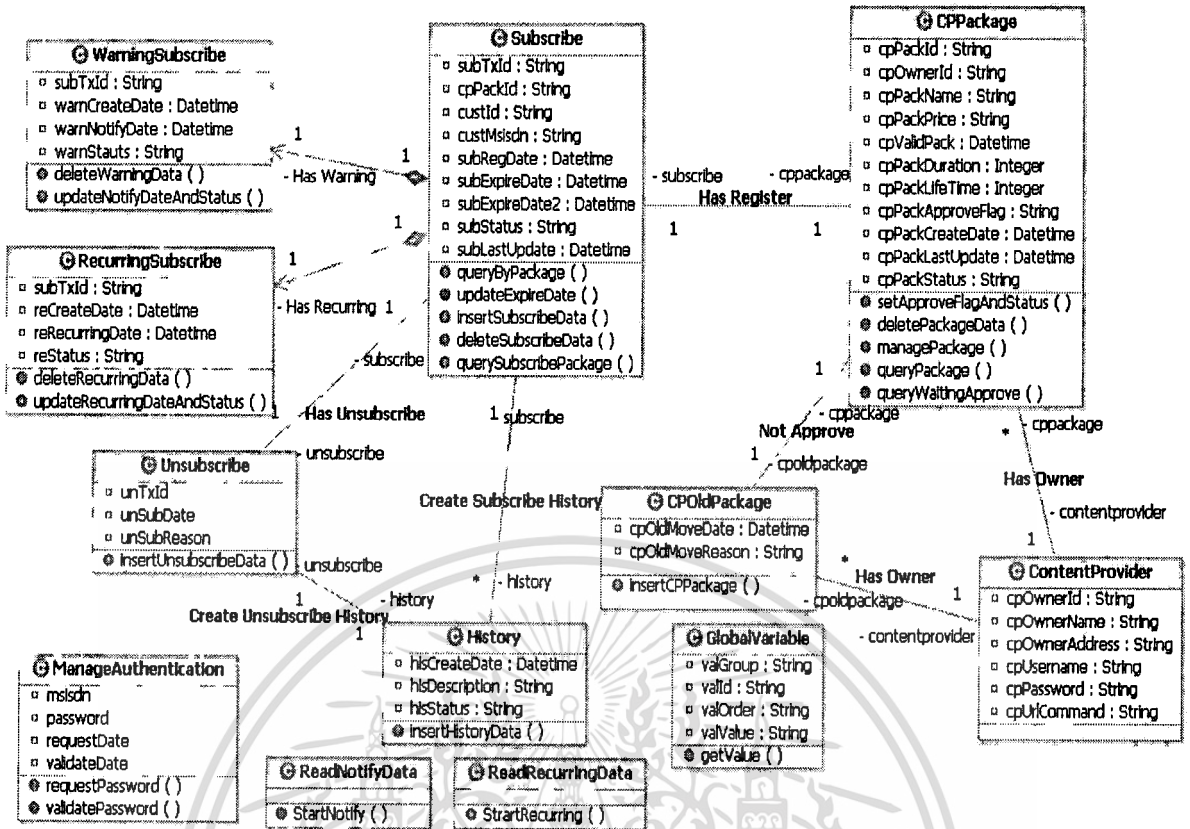 WarningSubscribe
subTxId : String
warnCreateDate : Datetime
warnNotifyDate : Datetime
warnStauts : String
deleteWarningData ( )
updateNotifyDateAndStatus ( )
RecurringSubscribe
subTxId : String
reCreateDate : Datetime
reRecurringDate : Datetime
reStatus : String
deleteRecurringData ( )
updateRecurringDateAndStatus ( )
Subscribe
subTxId : String
cpPackId : String
custId : String
custMsisdn : String
subRegDate : Datetime
subExpireDate : Datetime
subExpireDate2 : Datetime
subStatus : String
subLastUpdate : Datetime
queryByPackage ( )
updateExpireDate ( )
insertSubscribeData ( )
deleteSubscribeData ( )
querySubscribePackage ( )
CPPackage
cpPackId : String
cpOwnerId : String
cpPackName : String
cpPackPrice : String
cpValidPack : Datetime
cpPackDuration : Integer
cpPackLifeTime : Integer
cpPackApproveFlag : String
cpPackCreateDate : Datetime
cpPackLastUpdate : Datetime
cpPackStatus : String
setApproveFlagAndStatus ( )
deletePackageData ( )
managePackage ( )
queryPackage ( )
queryWaitingApprove ( )
1
1
- Has Warning
1
1
- Has Recurring
- subscribe
- cppackage
Has Register
1
1
1
- subscribe
Has Unsubscribe
1
- unsubscribe
1
subscribe
Create Subscribe History
*
- history
1
- cppackage
Not Approve
1
- cpoldpackage
*
- cppackage
Has Owner
- contentprovider
1
Unsubscribe
unTxId
unSubDate
unSubReason
insertUnsubscribeData ( )
unsubscribe
1
Create Unsubscribe History
- history
1
CPOldPackage
cpOldMoveDate : Datetime
cpOldMoveReason : String
insertCPPackage ( )
*
Has Owner
1
- cpoldpackage
- contentprovider
ContentProvider
cpOwnerId : String
cpOwnerName : String
cpOwnerAddress : String
cpUsername : String
cpPassword : String
cpUrlCommand : String
ManageAuthentication
msisdn
password
requestDate
validateDate
requestPassword ( )
validatePassword ( )
History
hisCreateDate : Datetime
hisDescription : String
hisStatus : String
insertHistoryData ( )
GlobalVariable
valGroup : String
valId : String
valOrder : String
valValue : String
getValue ( )
ReadNotifyData
StartNotify ( )
ReadRecurringData
StrartRecurring ( )